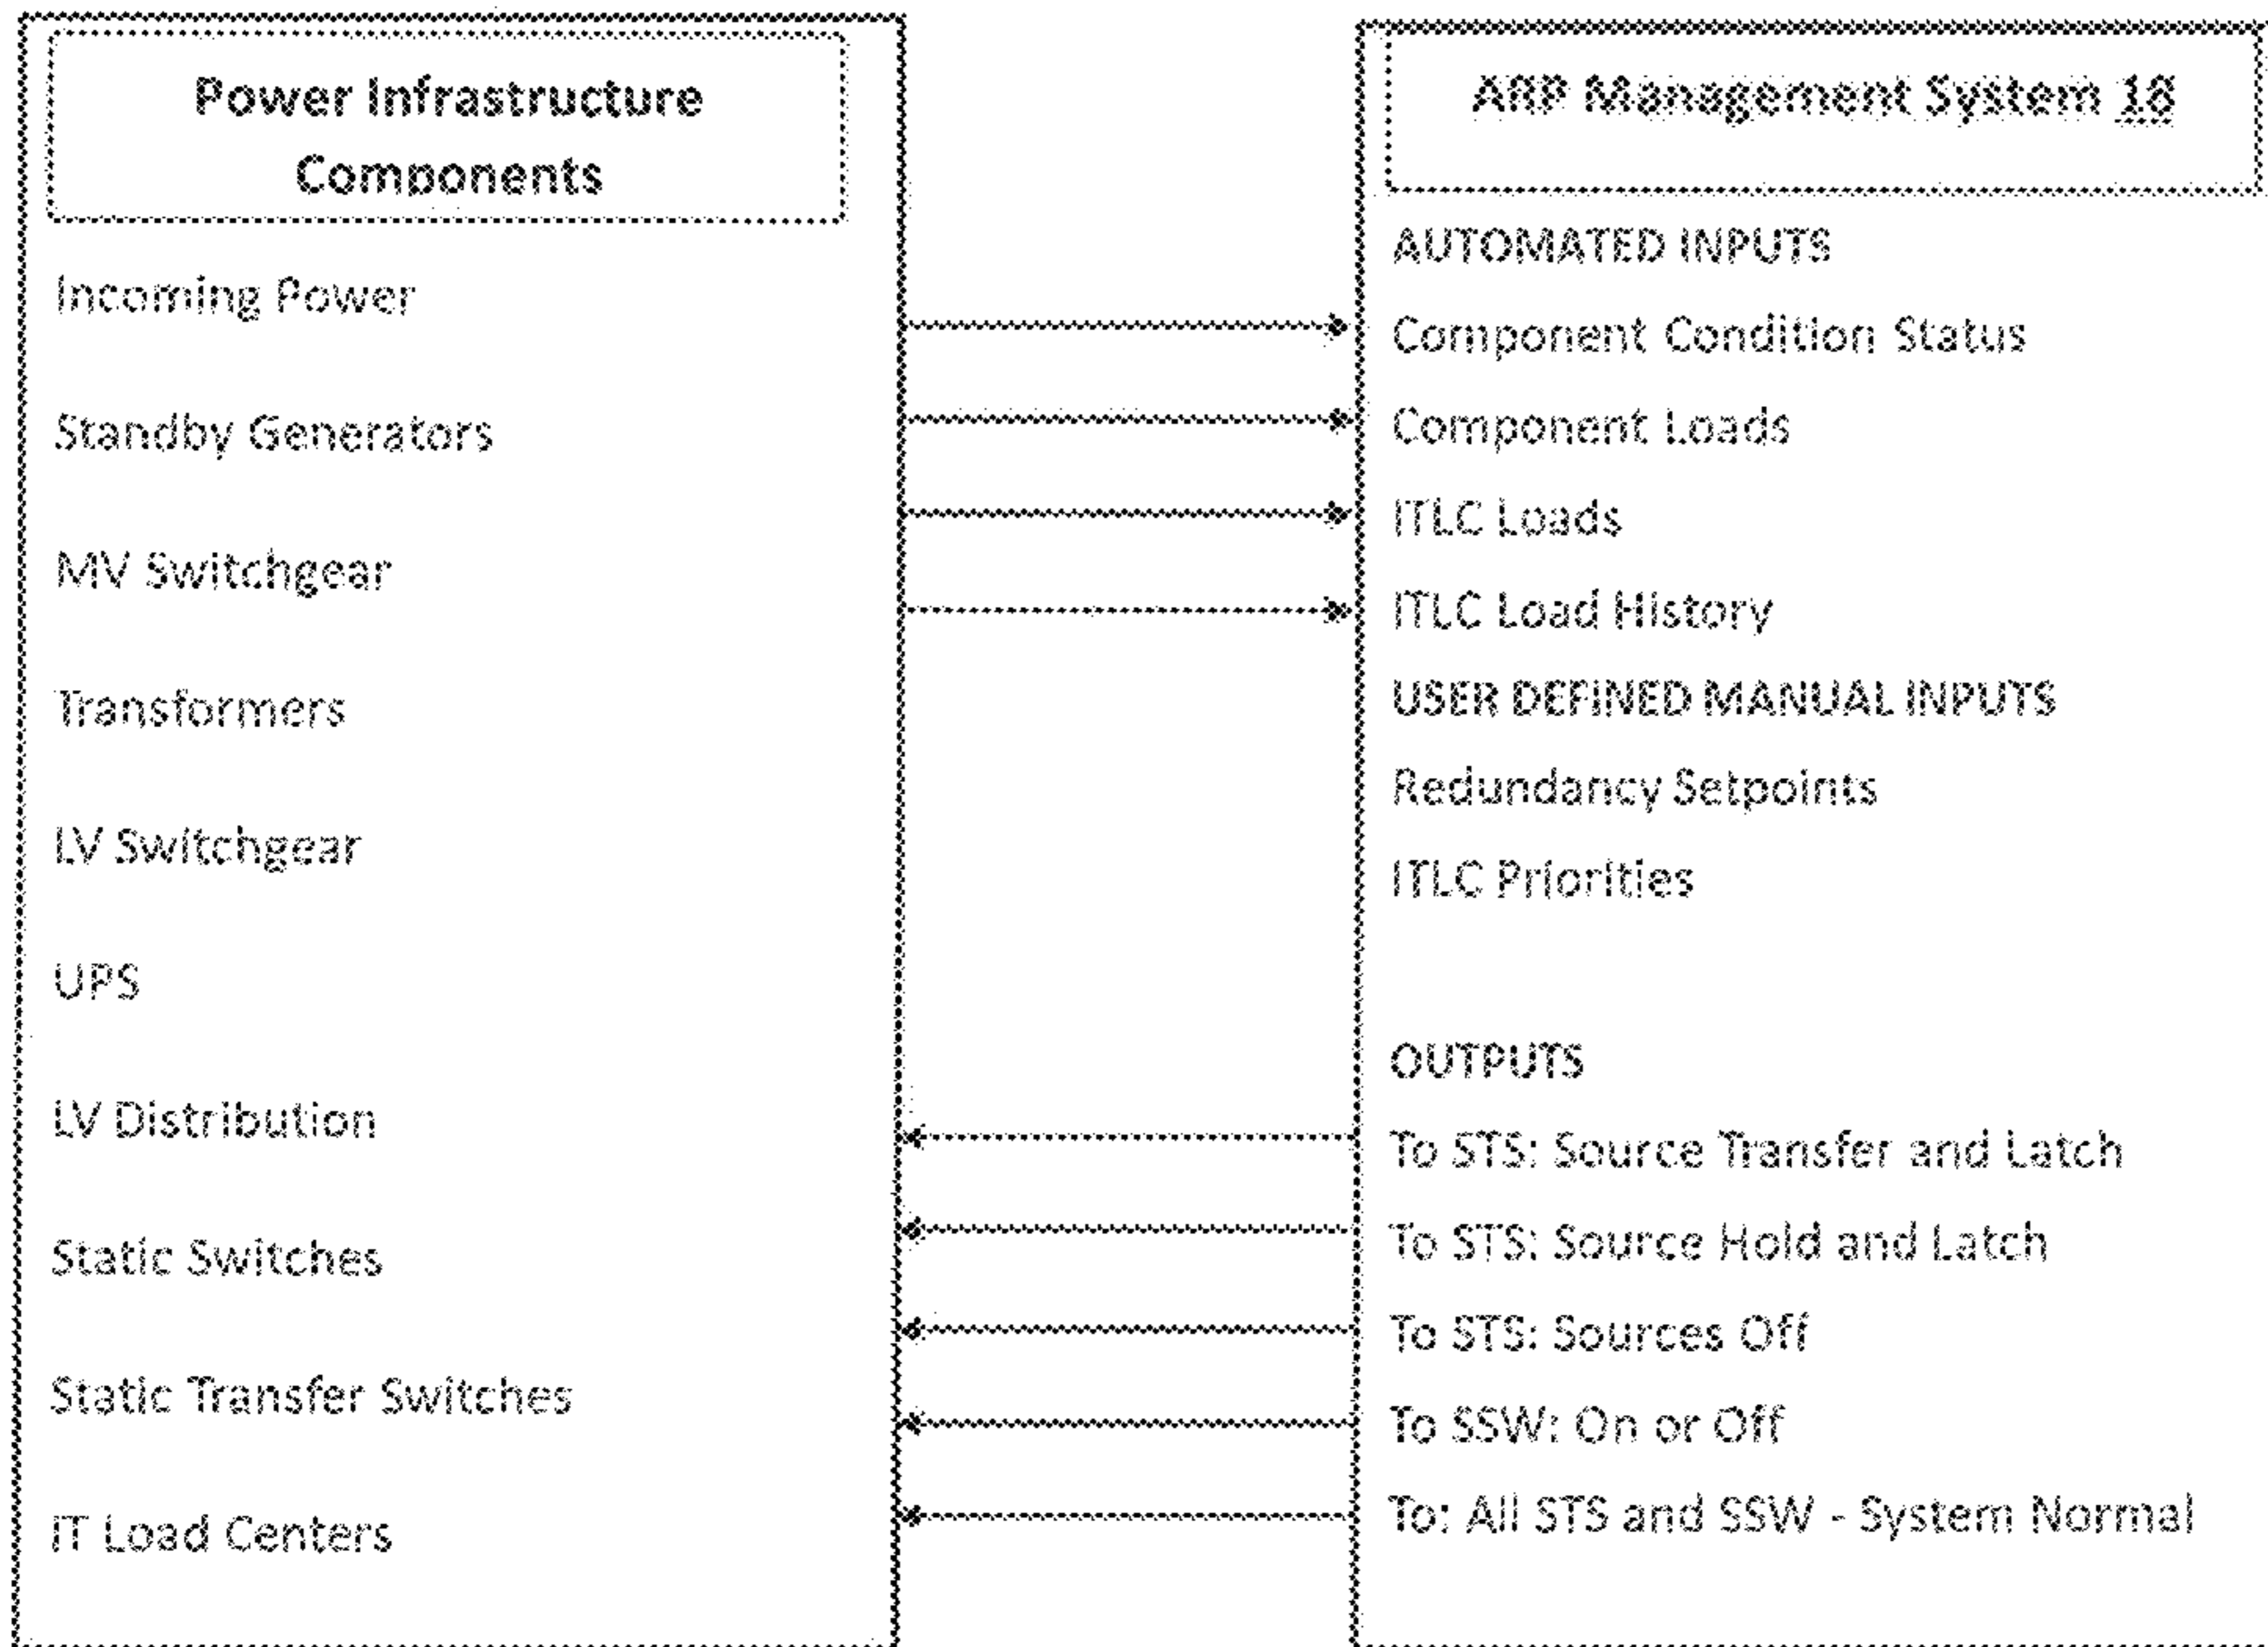 Power Infrastructure
Components
Incoming Power
Standby Generators
MV Switchgear
Transformers
LV Switchgear
UPS
LV Distribution
Static Switches
Static Transfer Switches
IT Load Centers
ARP Management System 18
AUTOMATED INPUTS
Component Condition Status
Component Loads
ITLC Loads
ITLC Load History
USER DEFINED MANUAL INPUTS
Redundancy Setpoints
ITLC Priorities
OUTPUTS
To STS: Source Transfer and Latch
To STS: Source Hold and Latch
To STS: Sources Off
To SSW: On or Off
To: All STS and SSW - System Normal